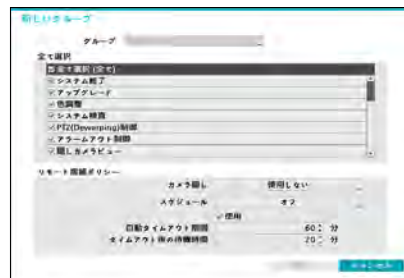 新しいグループ
グループ
全て選択
全て選択 (全て)
システム終了
アップグレード
色調整
システム検査
PTZ(Dewarping)制御
アラームアウト制御
隠しカメラビュー
リモート接続ポリシー
カメラ隠し 使用しない
スケジュール オフ
使用
自動タイムアウト期間 60 分
タイムアウト後の待機時間 20 分
キャンセル